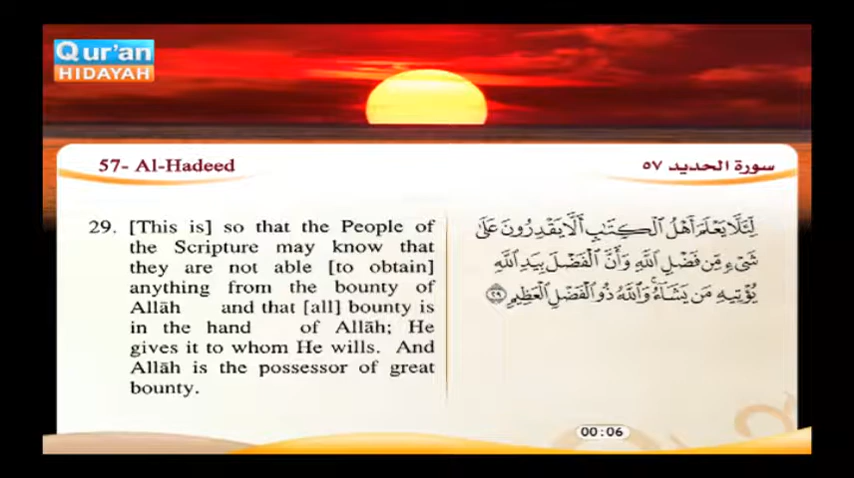 Qur'an
HIDAYAH
57- Al-Hadeed
سورة الحديد ٥٧
29. [This is] so that the People of
the Scripture may know that
they are not able [to obtain]
anything from the bounty of
Allāh and that [all] bounty is
in the hand of Allāh; He
gives it to whom He wills. And
Allāh is the possessor of great
bounty.
لِّئَلَّا يَعْلَمَ أَهْلُ ٱلْكِتَٰبِ أَلَّا يَقْدِرُونَ عَلَىٰ
شَىْءٍ مِّن فَضْلِ ٱللَّهِ وَأَنَّ ٱلْفَضْلَ بِيَدِ ٱللَّهِ
يُؤْتِيهِ مَن يَشَآءُ ۚ وَٱللَّهُ ذُو ٱلْفَضْلِ ٱلْعَظِيمِ ٢٩
00:06